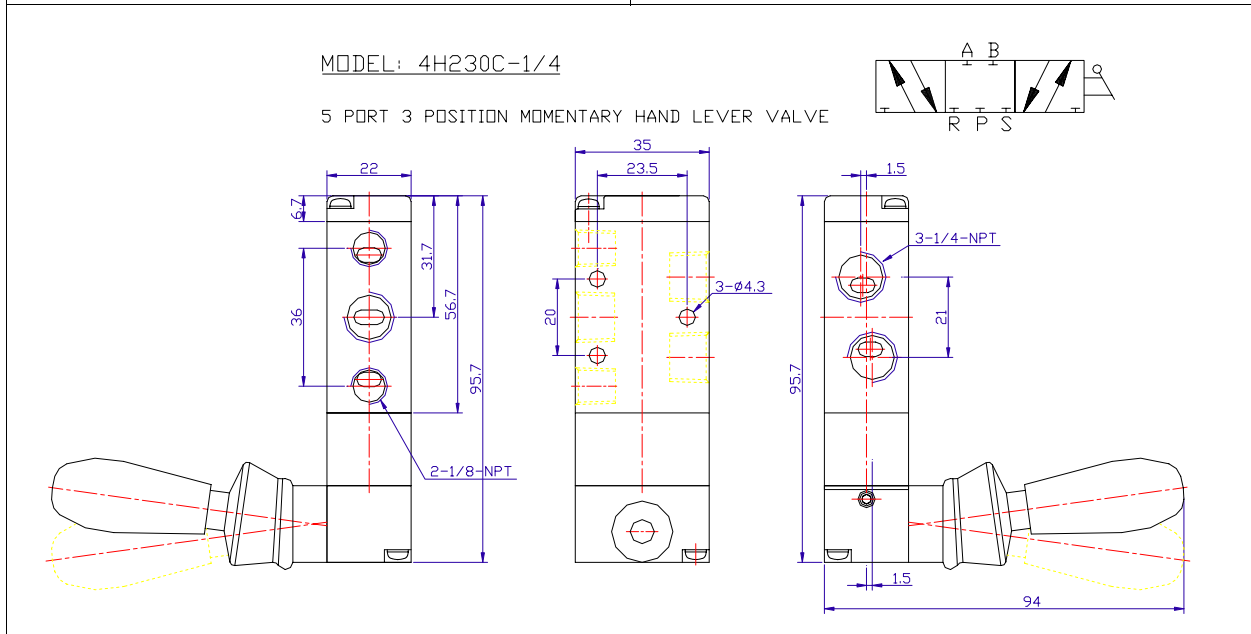 MODEL: 4H230C-1/4
5 PORT 3 POSITION MOMENTARY HAND LEVER VALVE
A B
R P S
22
6.7
31.7
36
56.7
95.7
2-1/8-NPT
35
23.5
20
3-ø4.3
1.5
3-1/4-NPT
21
95.7
1.5
94